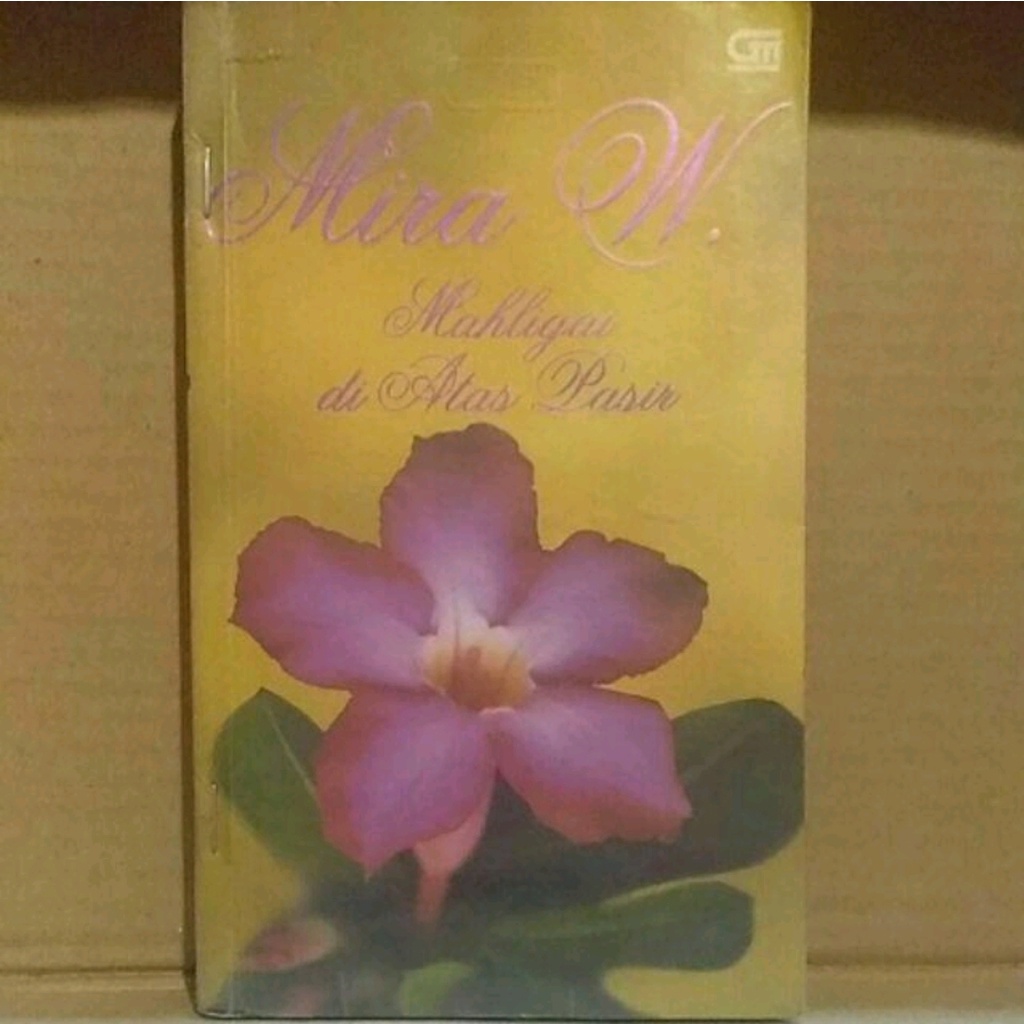 GM
Mira W.
Mahligai
di Atas Pasir